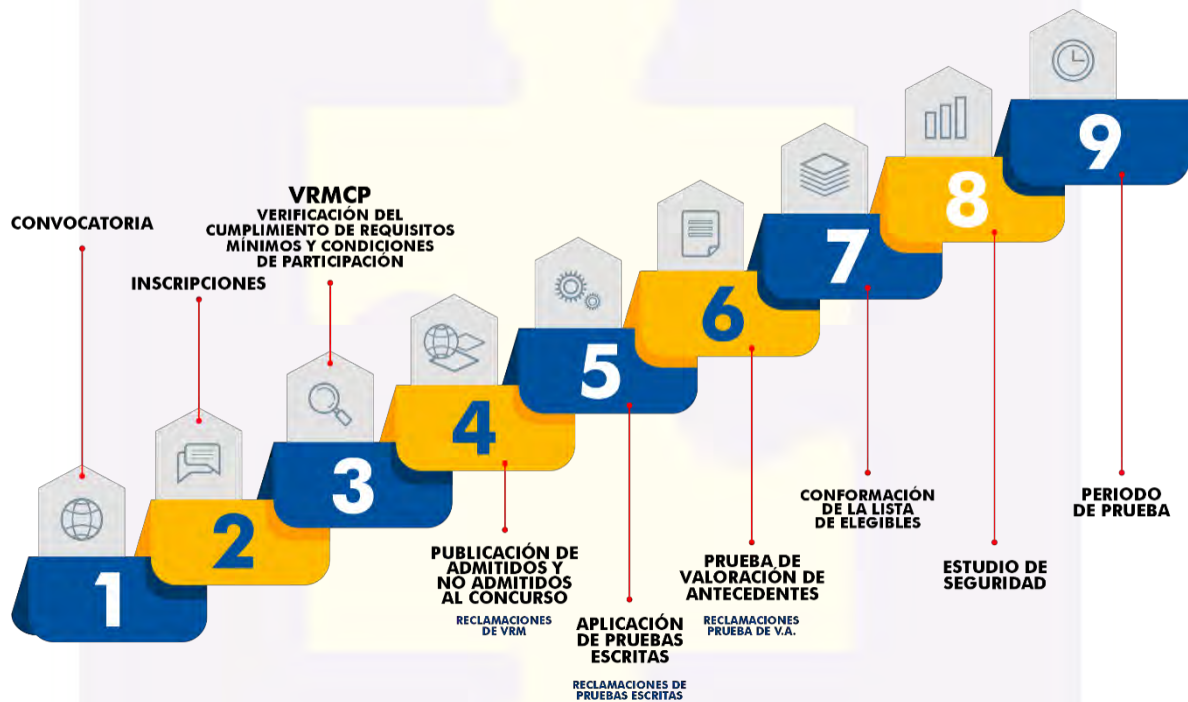 1
CONVOCATORIA
2
INSCRIPCIONES
3
VRMCP
VERIFICACIÓN DEL
CUMPLIMIENTO DE REQUISITOS
MÍNIMOS Y CONDICIONES
DE PARTICIPACIÓN
4
PUBLICACIÓN DE
ADMITIDOS Y
NO ADMITIDOS
AL CONCURSO
RECLAMACIONES
DE VRM
5
APLICACIÓN
DE PRUEBAS
ESCRITAS
RECLAMACIONES DE
PRUEBAS ESCRITAS
6
PRUEBA DE
VALORACIÓN DE
ANTECEDENTES
RECLAMACIONES
PRUEBA DE V.A.
7
CONFORMACIÓN
DE LA LISTA
DE ELEGIBLES
8
ESTUDIO DE
SEGURIDAD
9
PERIODO
DE PRUEBA